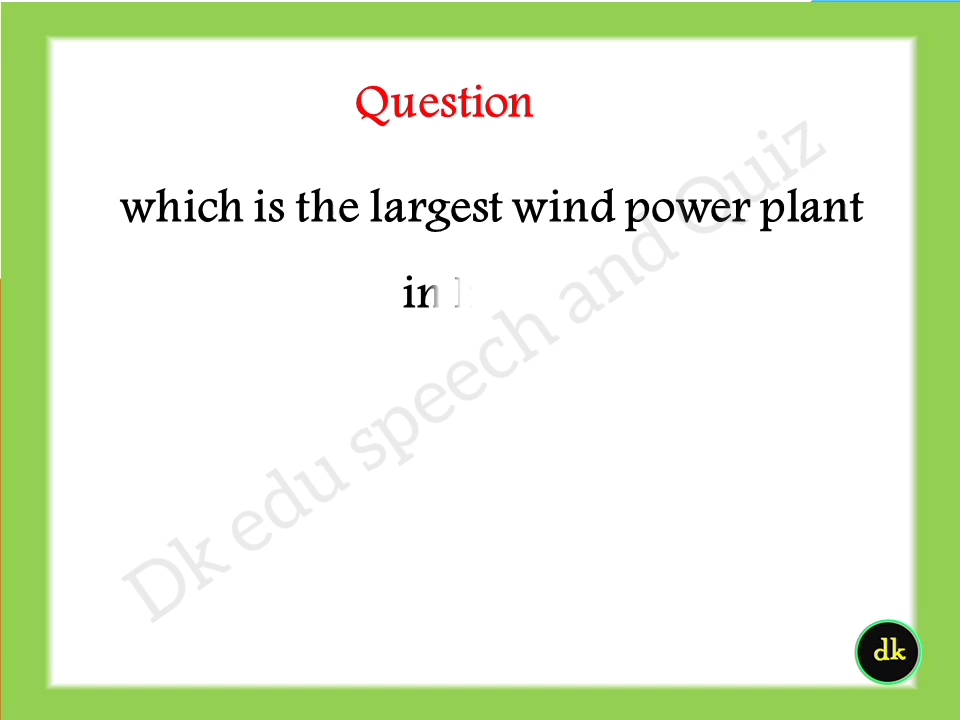 Question
which is the largest wind power plant
in
Dk edu speech and Quiz
dk